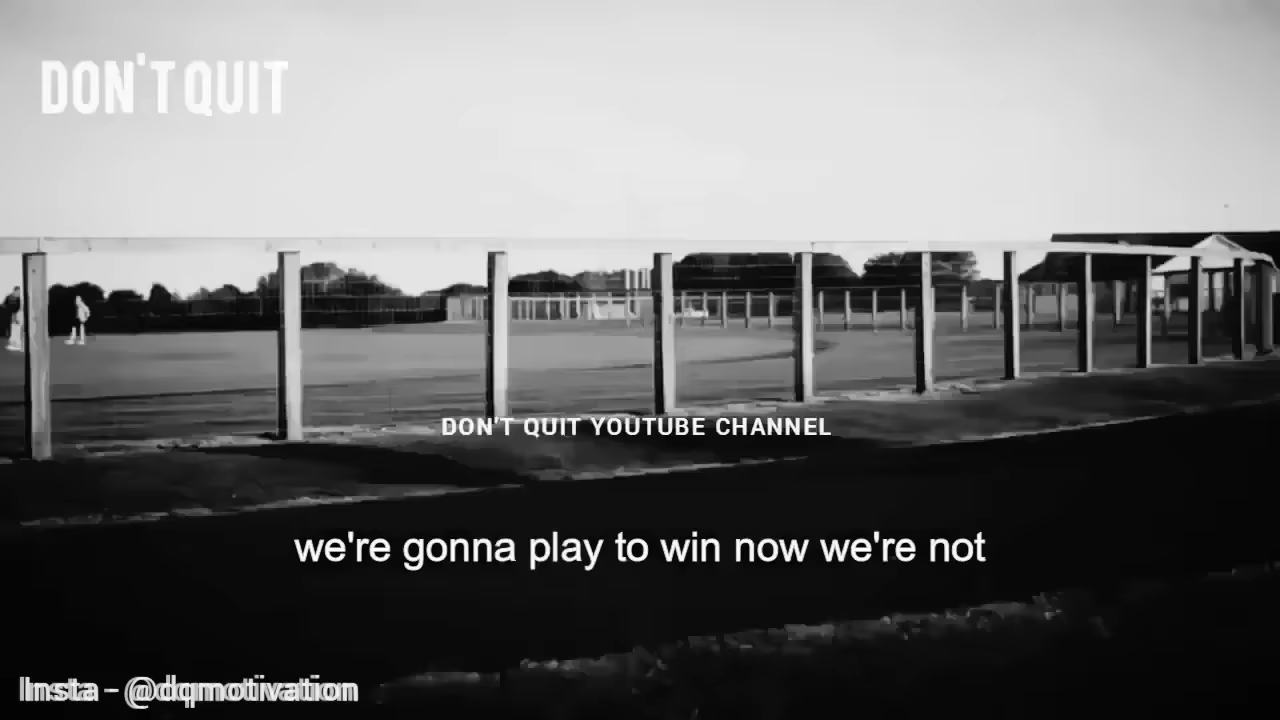 DON'T QUIT
DON'T QUIT YOUTUBE CHANNEL
we're gonna play to win now we're not
Insta - @dqmotivation